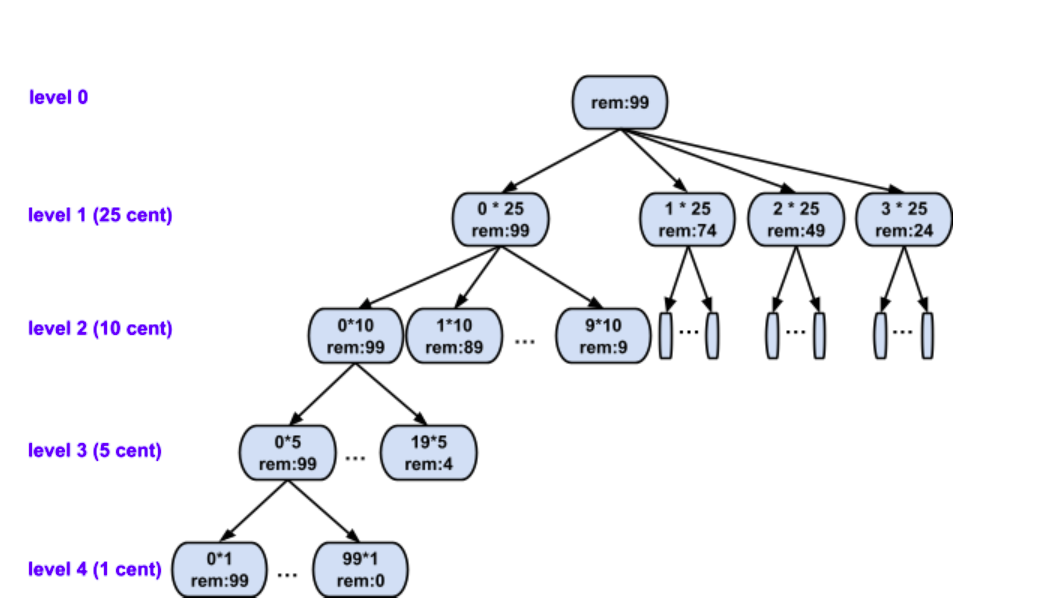 level 0
rem:99
level 1 (25 cent)
0 * 25
rem:99
1 * 25
rem:74
2 * 25
rem:49
3 * 25
rem:24
level 2 (10 cent)
0*10
rem:99
1*10
rem:89
...
9*10
rem:9
...
...
...
level 3 (5 cent)
0*5
rem:99
...
19*5
rem:4
level 4 (1 cent)
0*1
rem:99
...
99*1
rem:0